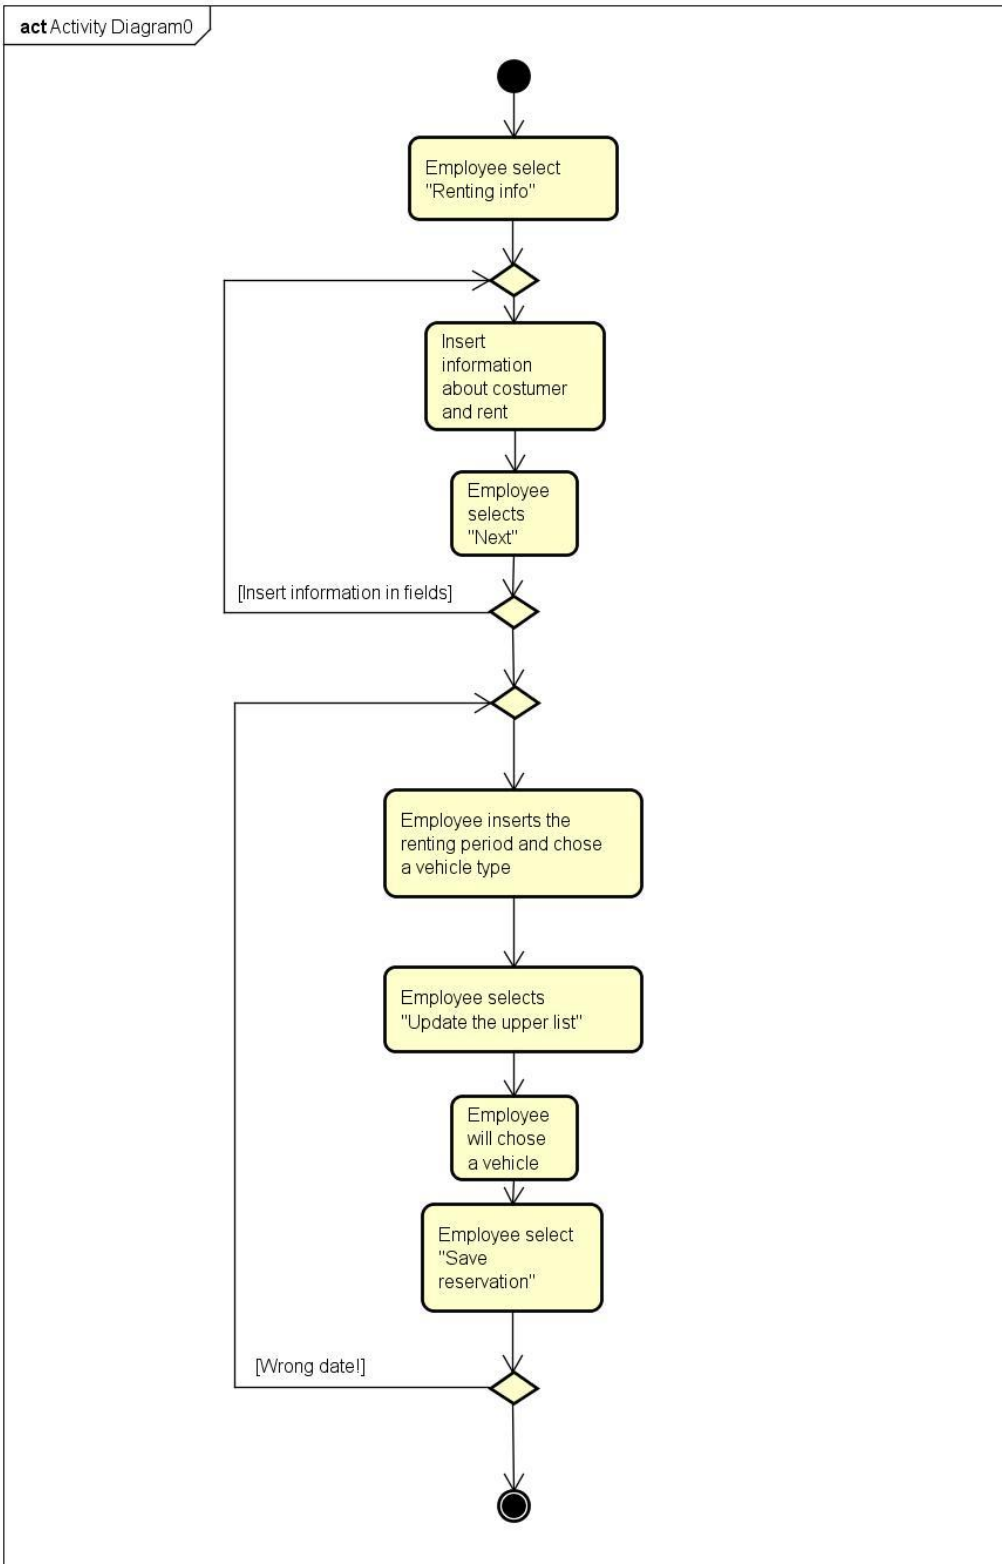 act Activity Diagram0
Employee select
"Renting info"
Insert
information
about costumer
and rent
Employee
selects
"Next"
[Insert information in fields]
Employee inserts the
renting period and chose
a vehicle type
Employee selects
"Update the upper list"
Employee
will chose
a vehicle
Employee select
"Save
reservation"
[Wrong date!]